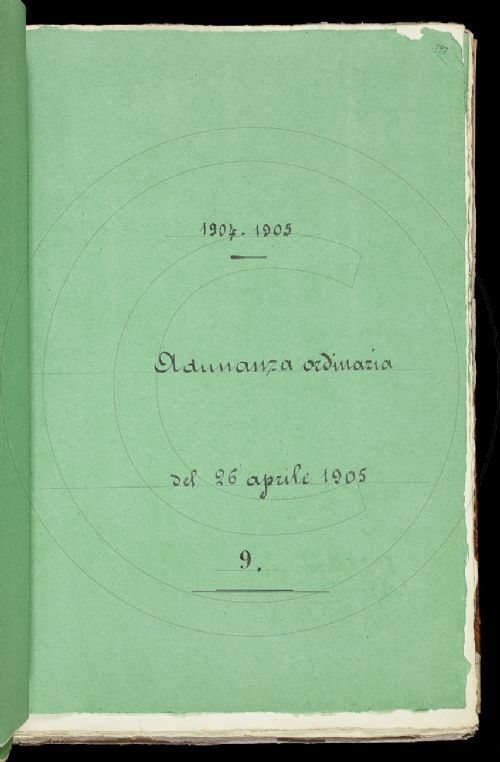 1904-1905
Adunanza ordinaria
del 26 aprile 1905
9.